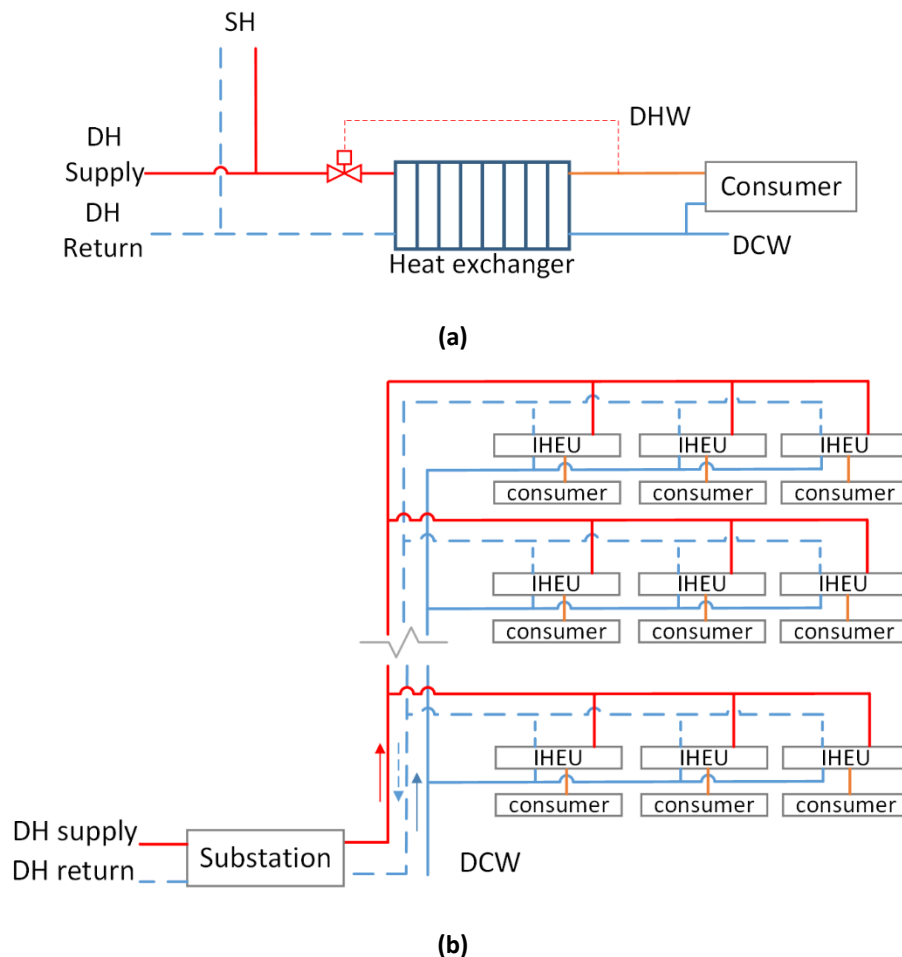 SH
DH
Supply
DH
Return
DHW
Consumer
DCW
Heat exchanger
(a)
IHEU IHEU IHEU
consumer consumer consumer
IHEU IHEU IHEU
consumer consumer consumer
IHEU IHEU IHEU
consumer consumer consumer
DH supply
DH return
Substation
DCW
(b)